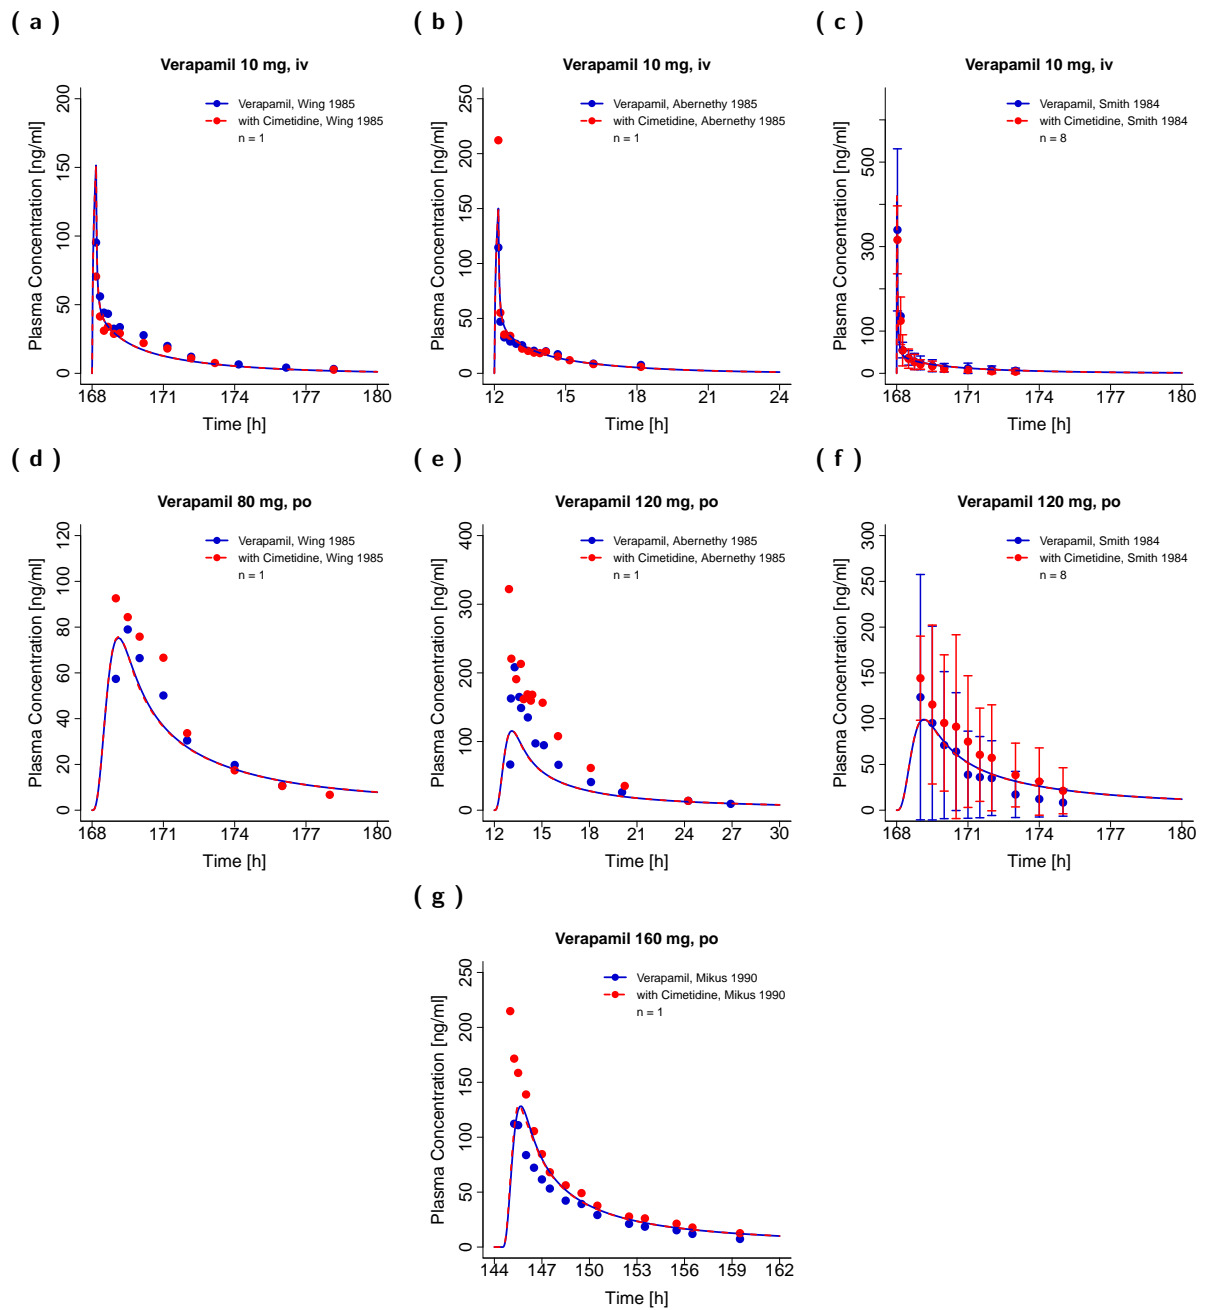 ( a )
Verapamil 10 mg, iv
Verapamil, Wing 1985
with Cimetidine, Wing 1985
n = 1
Plasma Concentration [ng/ml]
0
50
100
150
200
168 171 174 177 180
Time [h]
( b )
Verapamil 10 mg, iv
Verapamil, Abernethy 1985
with Cimetidine, Abernethy 1985
n = 1
Plasma Concentration [ng/ml]
0
50
100
150
200
250
12 15 18 21 24
Time [h]
( c )
Verapamil 10 mg, iv
Verapamil, Smith 1984
with Cimetidine, Smith 1984
n = 8
Plasma Concentration [ng/ml]
0
100
300
500
168 171 174 177 180
Time [h]
( d )
Verapamil 80 mg, po
Verapamil, Wing 1985
with Cimetidine, Wing 1985
n = 1
Plasma Concentration [ng/ml]
0
20
40
60
80
100
120
168 171 174 177 180
Time [h]
( e )
Verapamil 120 mg, po
Verapamil, Abernethy 1985
with Cimetidine, Abernethy 1985
n = 1
Plasma Concentration [ng/ml]
0
100
200
300
400
12 15 18 21 24 27 30
Time [h]
( f )
Verapamil 120 mg, po
Verapamil, Smith 1984
with Cimetidine, Smith 1984
n = 8
Plasma Concentration [ng/ml]
0
50
100
150
200
250
300
168 171 174 177 180
Time [h]
( g )
Verapamil 160 mg, po
Verapamil, Mikus 1990
with Cimetidine, Mikus 1990
n = 1
Plasma Concentration [ng/ml]
0
50
100
150
200
250
144 147 150 153 156 159 162
Time [h]